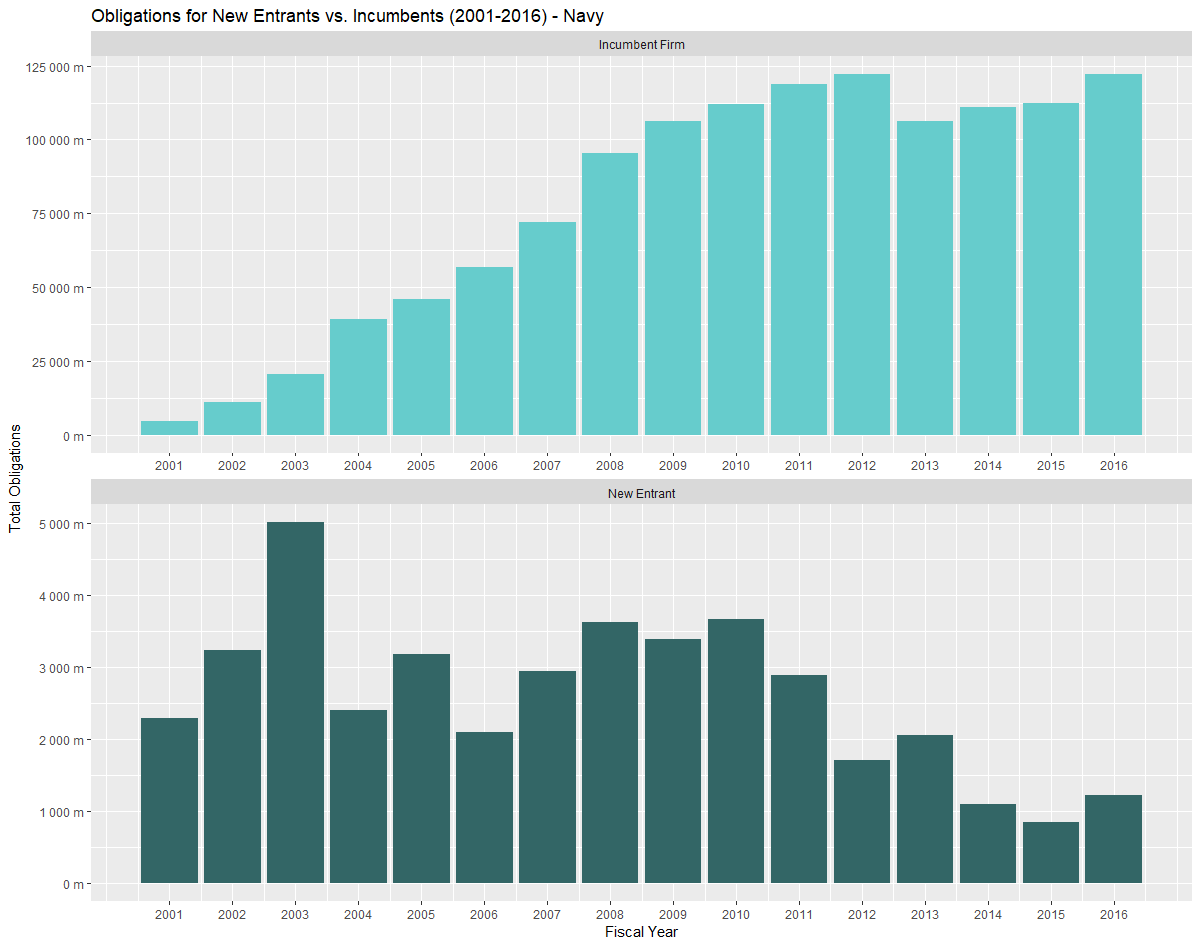 Obligations for New Entrants vs. Incumbents (2001-2016) - Navy
Incumbent Firm
125 000 m
100 000 m
75 000 m
50 000 m
25 000 m
0 m
2001 2002 2003 2004 2005 2006 2007 2008 2009 2010 2011 2012 2013 2014 2015 2016
Total Obligations
New Entrant
5 000 m
4 000 m
3 000 m
2 000 m
1 000 m
0 m
2001 2002 2003 2004 2005 2006 2007 2008 2009 2010 2011 2012 2013 2014 2015 2016
Fiscal Year